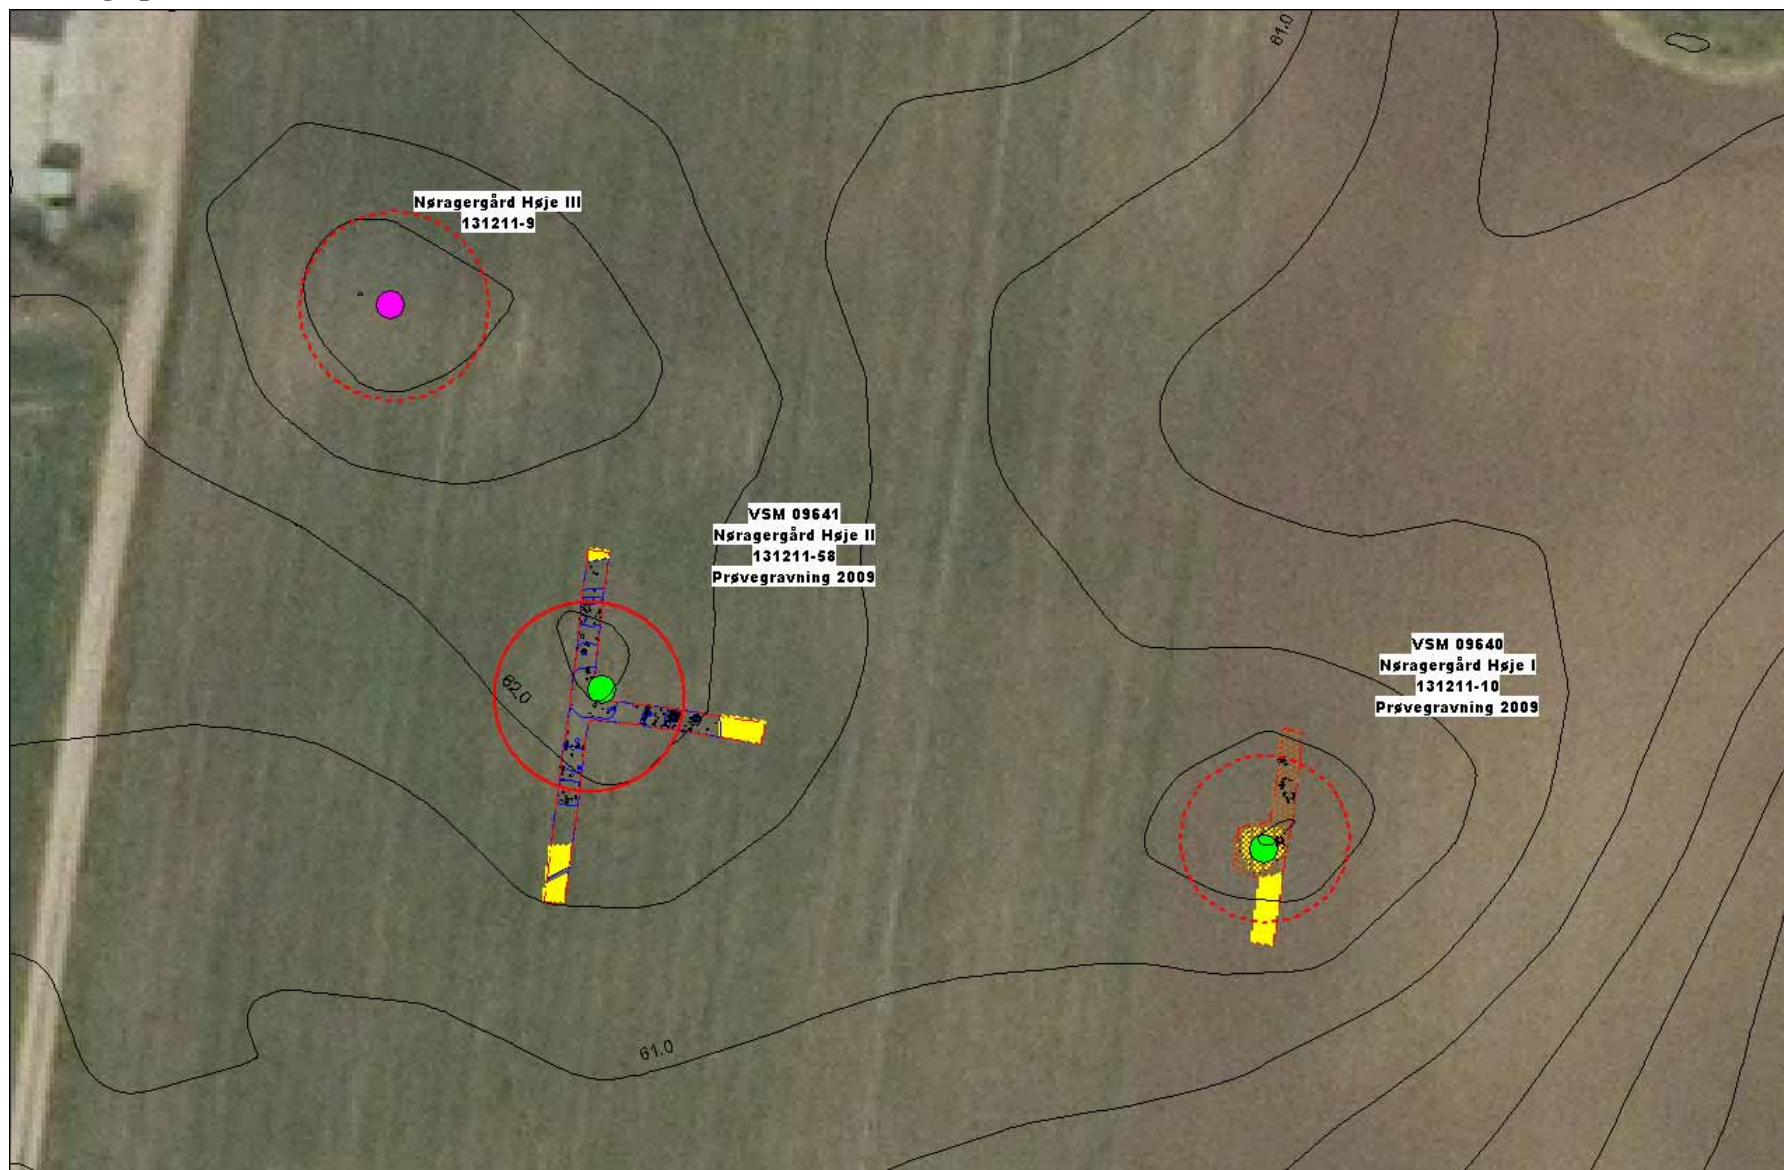 61.0
Nøragergård Høje III
131211-9
VSM 09641
Nøragergård Høje II
131211-58
Prøvegravning 2009
VSM 09640
Nøragergård Høje I
131211-10
Prøvegravning 2009
62.0
61.0